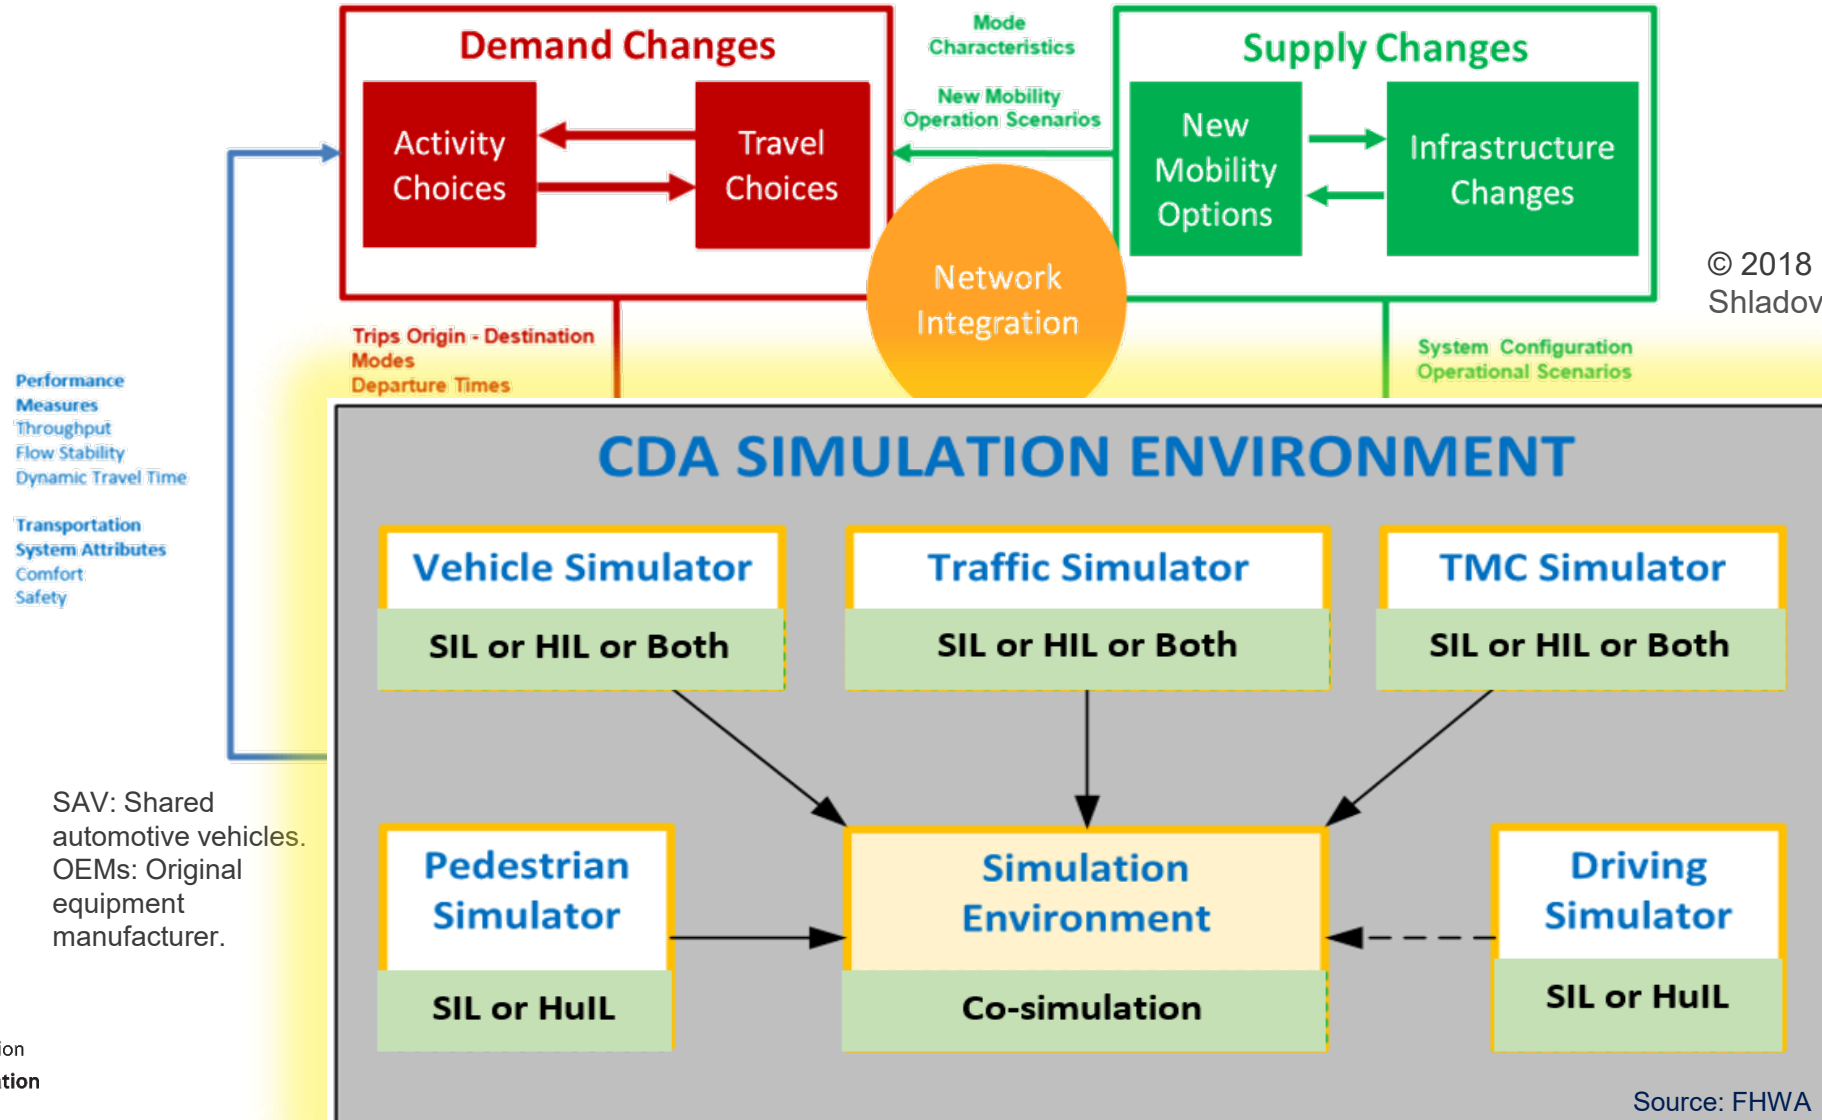 Demand Changes
Activity
Choices
Travel
Choices
Mode
Characteristics
New Mobility
Operation Scenarios
Supply Changes
New
Mobility
Options
Infrastructure
Changes
Network
Integration
© 2018
Shladov
Trips Origin - Destination
Modes
Departure Times
System Configuration
Operational Scenarios
Performance
Measures
Throughput
Flow Stability
Dynamic Travel Time
Transportation
System Attributes
Comfort
Safety
CDA SIMULATION ENVIRONMENT
Vehicle Simulator
SIL or HIL or Both
Traffic Simulator
SIL or HIL or Both
TMC Simulator
SIL or HIL or Both
SAV: Shared
automotive vehicles.
OEMs: Original
equipment
manufacturer.
Pedestrian
Simulator
SIL or HuIL
Simulation
Environment
Co-simulation
Driving
Simulator
SIL or HuIL
Source: FHWA